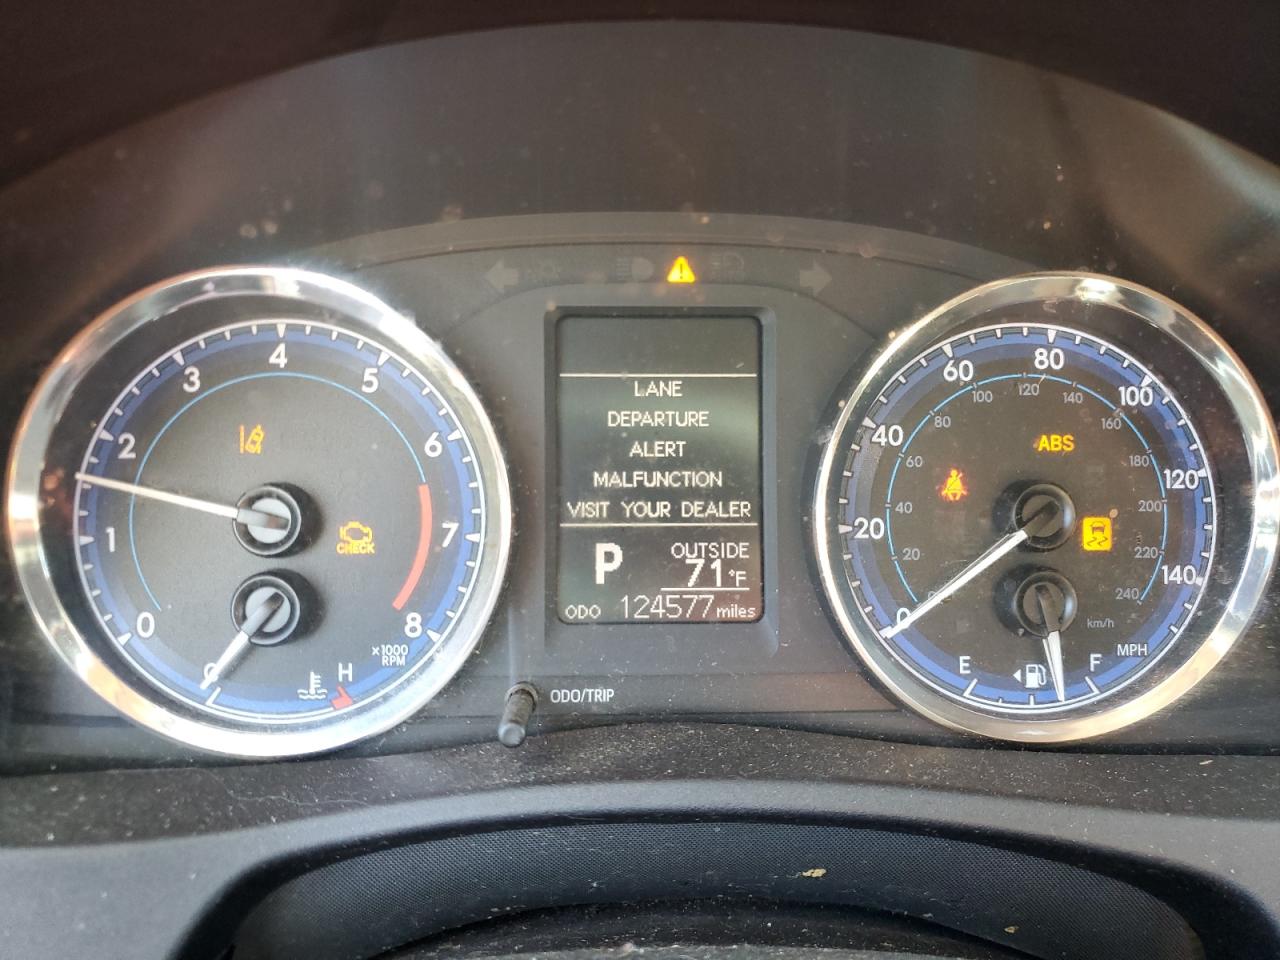 LANE
DEPARTURE
ALERT
MALFUNCTION
VISIT YOUR DEALER
P OUTSIDE
71°F
ODO 124577 miles
0 1 2 3 4 5 6 7 8
CHECK
×1000
RPM
C H
ODO/TRIP
0 20 40 60 80 100 120 140
20 40 60 80 100 120 140 160 180 200 220 240
ABS
km/h
MPH
E F